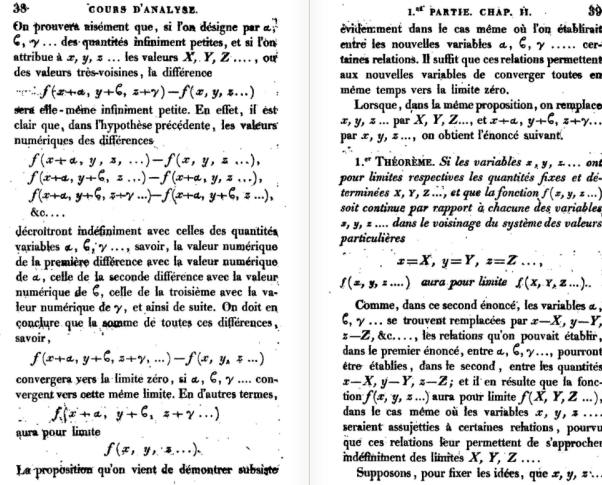 38 COURS D'ANALYSE.
On prouvera aisément que, si l'on désigne par α,
ϐ, γ ... des quantités infiniment petites, et si l'on
attribue à x, y, z ... les valeurs X, Y, Z ...., ou
des valeurs très-voisines, la différence
f(x+α, y+ϐ, z+γ)—f(x, y, z...)
sera elle-même infiniment petite. En effet, il est
clair que, dans l'hypothèse précédente, les valeurs
numériques des différences
f(x+α, y, z, ...)—f(x, y, z ...),
f(x+α, y+ϐ, z ...)—f(x+α, y, z ...),
f(x+α, y+ϐ, z+γ ...)—f(x+α, y+ϐ, z ...),
&c....
décroîtront indéfiniment avec celles des quantités
variables α, ϐ, γ ..., savoir, la valeur numérique
de la première différence avec la valeur numérique
de α, celle de la seconde différence avec la valeur
numérique de ϐ, celle de la troisième avec la va-
leur numérique de γ, et ainsi de suite. On doit en
conclure que la somme de toutes ces différences,
savoir,
f(x+α, y+ϐ, z+γ, ...)—f(x, y, z ...)
convergera vers la limite zéro, si α, ϐ, γ .... con-
vergent vers cette même limite. En d'autres termes,
f(x+α, y+ϐ, z+γ...)
aura pour limite
f(x, y, z....).
La proposition qu'on vient de démontrer subsiste
1.re PARTIE. CHAP. II. 39
évidemment dans le cas même où l'on établirait
entre les nouvelles variables α, ϐ, γ ..... cer-
taines relations. Il suffit que ces relations permettent
aux nouvelles variables de converger toutes en
même temps vers la limite zéro.
Lorsque, dans la même proposition, on remplace
x, y, z ... par X, Y, Z..., et x+α, y+ϐ, z+γ...
par x, y, z..., on obtient l'énoncé suivant.
1.er THÉORÈME. Si les variables x, y, z.... ont
pour limites respectives les quantités fixes et dé-
terminées X, Y, Z..., et que la fonction f(x, y, z ...)
soit continue par rapport à chacune des variables
x, y, z .... dans le voisinage du système des valeurs
particulières
x=X, y=Y, z=Z ...,
f(x, y, z....) aura pour limite f(X, Y, Z...).
Comme, dans ce second énoncé, les variables α,
ϐ, γ ... se trouvent remplacées par x—X, y—Y,
z—Z, &c...., les relations qu'on pouvait établir,
dans le premier énoncé, entre α, ϐ, γ..., pourront
être établies, dans le second, entre les quantités
x—X, y—Y, z—Z; et il en résulte que la fonc-
tion f(x, y, z ...) aura pour limite f(X, Y, Z ...),
dans le cas même où les variables x, y, z ....
seraient assujetties à certaines relations, pourvu
que ces relations leur permettent de s'approcher
indéfiniment des limites X, Y, Z ....
Supposons, pour fixer les idées, que x, y, z...